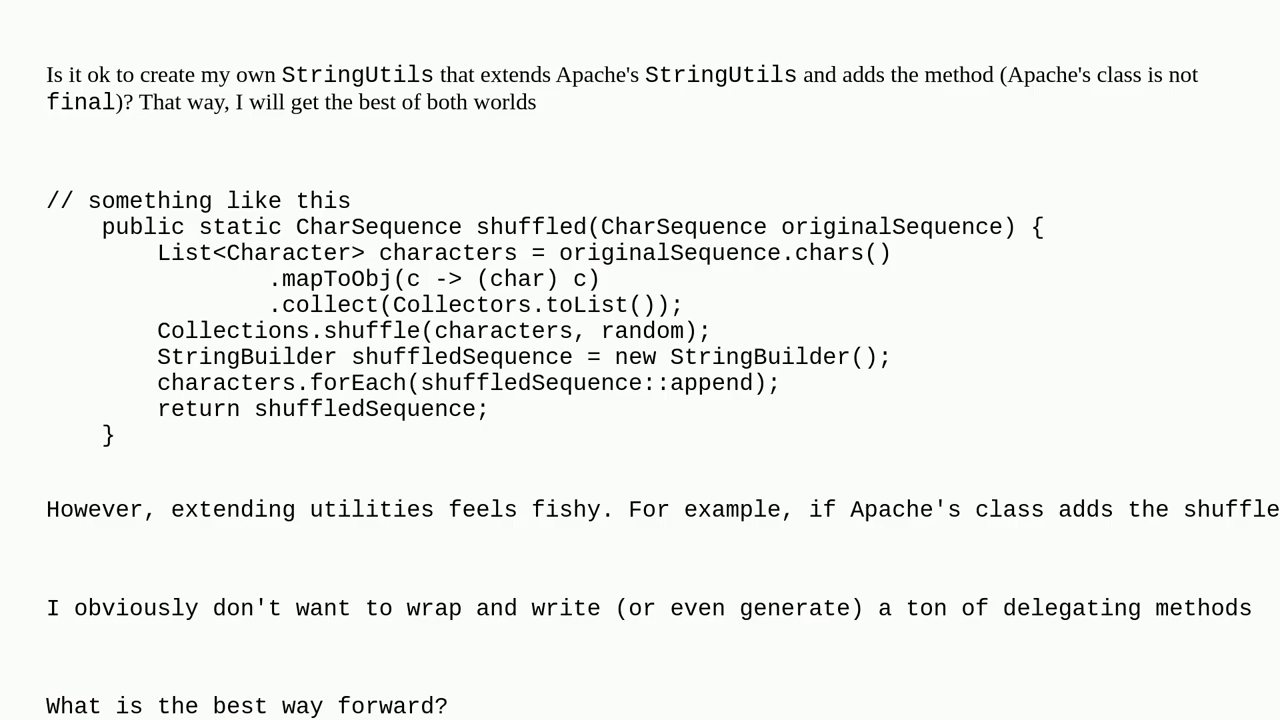 Is it ok to create my own StringUtils that extends Apache's StringUtils and adds the method (Apache's class is not
final)? That way, I will get the best of both worlds
// something like this
    public static CharSequence shuffled(CharSequence originalSequence) {
        List<Character> characters = originalSequence.chars()
                .mapToObj(c -> (char) c)
                .collect(Collectors.toList());
        Collections.shuffle(characters, random);
        StringBuilder shuffledSequence = new StringBuilder();
        characters.forEach(shuffledSequence::append);
        return shuffledSequence;
    }
However, extending utilities feels fishy. For example, if Apache's class adds the shuffle
I obviously don't want to wrap and write (or even generate) a ton of delegating methods
What is the best way forward?